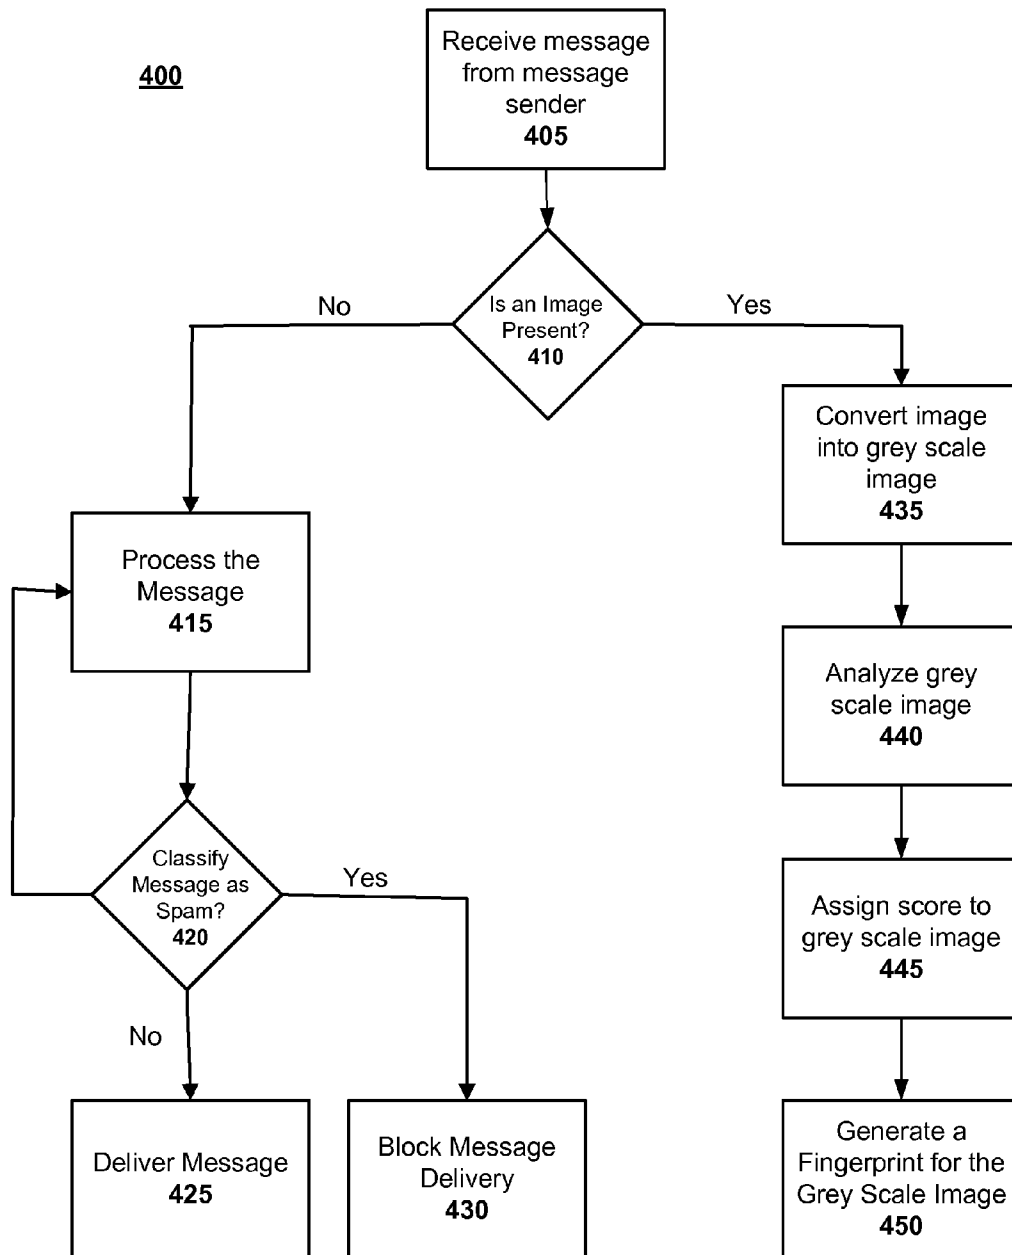 400
Receive message
from message
sender
405
Is an Image
Present?
410
No
Yes
Convert image
into grey scale
image
435
Process the
Message
415
Analyze grey
scale image
440
Classify
Message as
Spam?
420
Yes
No
Assign score to
grey scale image
445
Deliver Message
425
Block Message
Delivery
430
Generate a
Fingerprint for the
Grey Scale Image
450